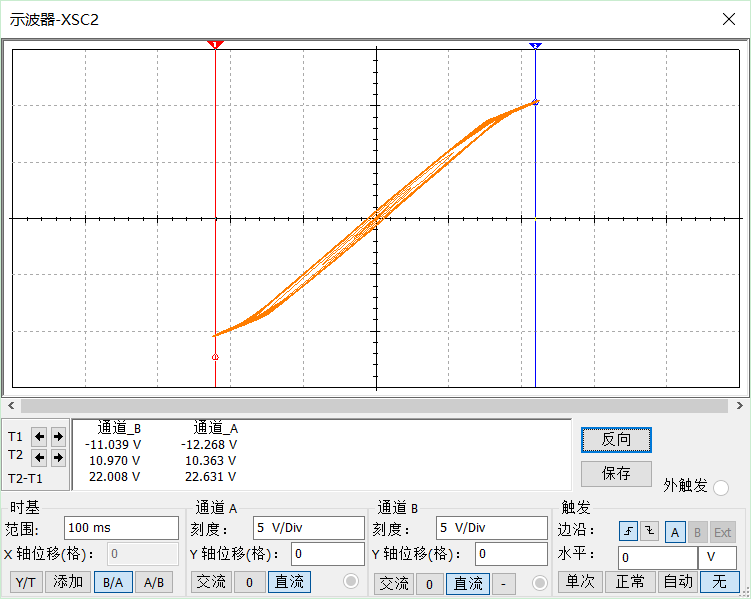 示波器-XSC2
1
2
通道_B 通道_A
T1 -11.039 V -12.268 V
T2 10.970 V 10.363 V
T2-T1 22.008 V 22.631 V
反向
保存
外触发
时基 通道 A 通道 B 触发
范围: 100 ms 刻度: 5 V/Div 刻度: 5 V/Div 边沿: A B Ext
X 轴位移(格): 0 Y 轴位移(格): 0 Y 轴位移(格): 0 水平: 0 V
Y/T 添加 B/A A/B 交流 0 直流 交流 0 直流 - 单次 正常 自动 无